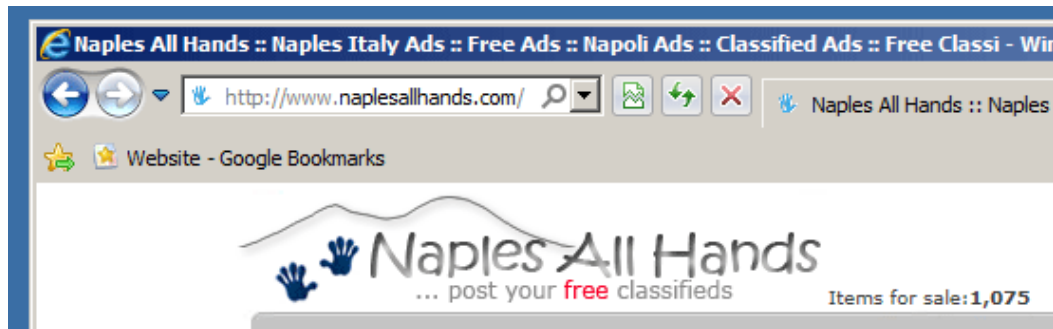 Naples All Hands :: Naples Italy Ads :: Free Ads :: Napoli Ads :: Classified Ads :: Free Classi - Win
http://www.naplesallhands.com/
Naples All Hands :: Naples
Website - Google Bookmarks
Naples All Hands
... post your free classifieds
Items for sale:1,075